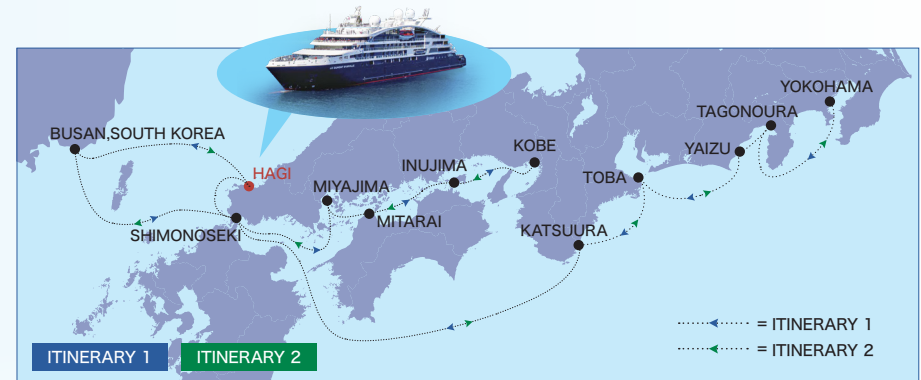 YOKOHAMA
TAGONOURA
BUSAN,SOUTH KOREA
KOBE
YAIZU
INUJIMA
HAGI
TOBA
MIYAJIMA
MITARAI
KATSUURA
SHIMONOSEKI
= ITINERARY 1
= ITINERARY 2
ITINERARY 1
ITINERARY 2